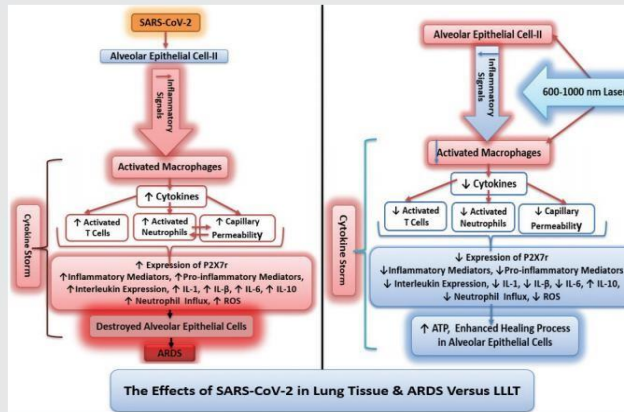 SARS-CoV-2
Alveolar Epithelial Cell-II
Inflammatory
Signals
Activated Macrophages
↑ Cytokines
↑ Activated
T Cells
↑ Activated
Neutrophils
↑ Capillary
Permeability
Cytokine Storm
↑ Expression of P2X7r
↑Inflammatory Mediators, ↑Pro-inflammatory Mediators,
↑Interleukin Expression, ↑ IL-1, ↑ IL-β, ↑ IL-6, ↑ IL-10
↑ Neutrophil Influx, ↑ ROS
Destroyed Alveolar Epithelial Cells
ARDS
Alveolar Epithelial Cell-II
Inflammatory
Signals
600-1000 nm Laser
Activated Macrophages
↓ Cytokines
↓ Activated
T Cells
↓ Activated
Neutrophils
↓ Capillary
Permeability
Cytokine Storm
↓ Expression of P2X7r
↓Inflammatory Mediators, ↓Pro-inflammatory Mediators
↓ Interleukin Expression, ↓ IL-1, ↓ IL-β, ↓ IL-6, ↑ IL-10,
↓ Neutrophil Influx, ↓ ROS
↑ ATP, Enhanced Healing Process
in Alveolar Epithelial Cells
The Effects of SARS-CoV-2 in Lung Tissue & ARDS Versus LLLT